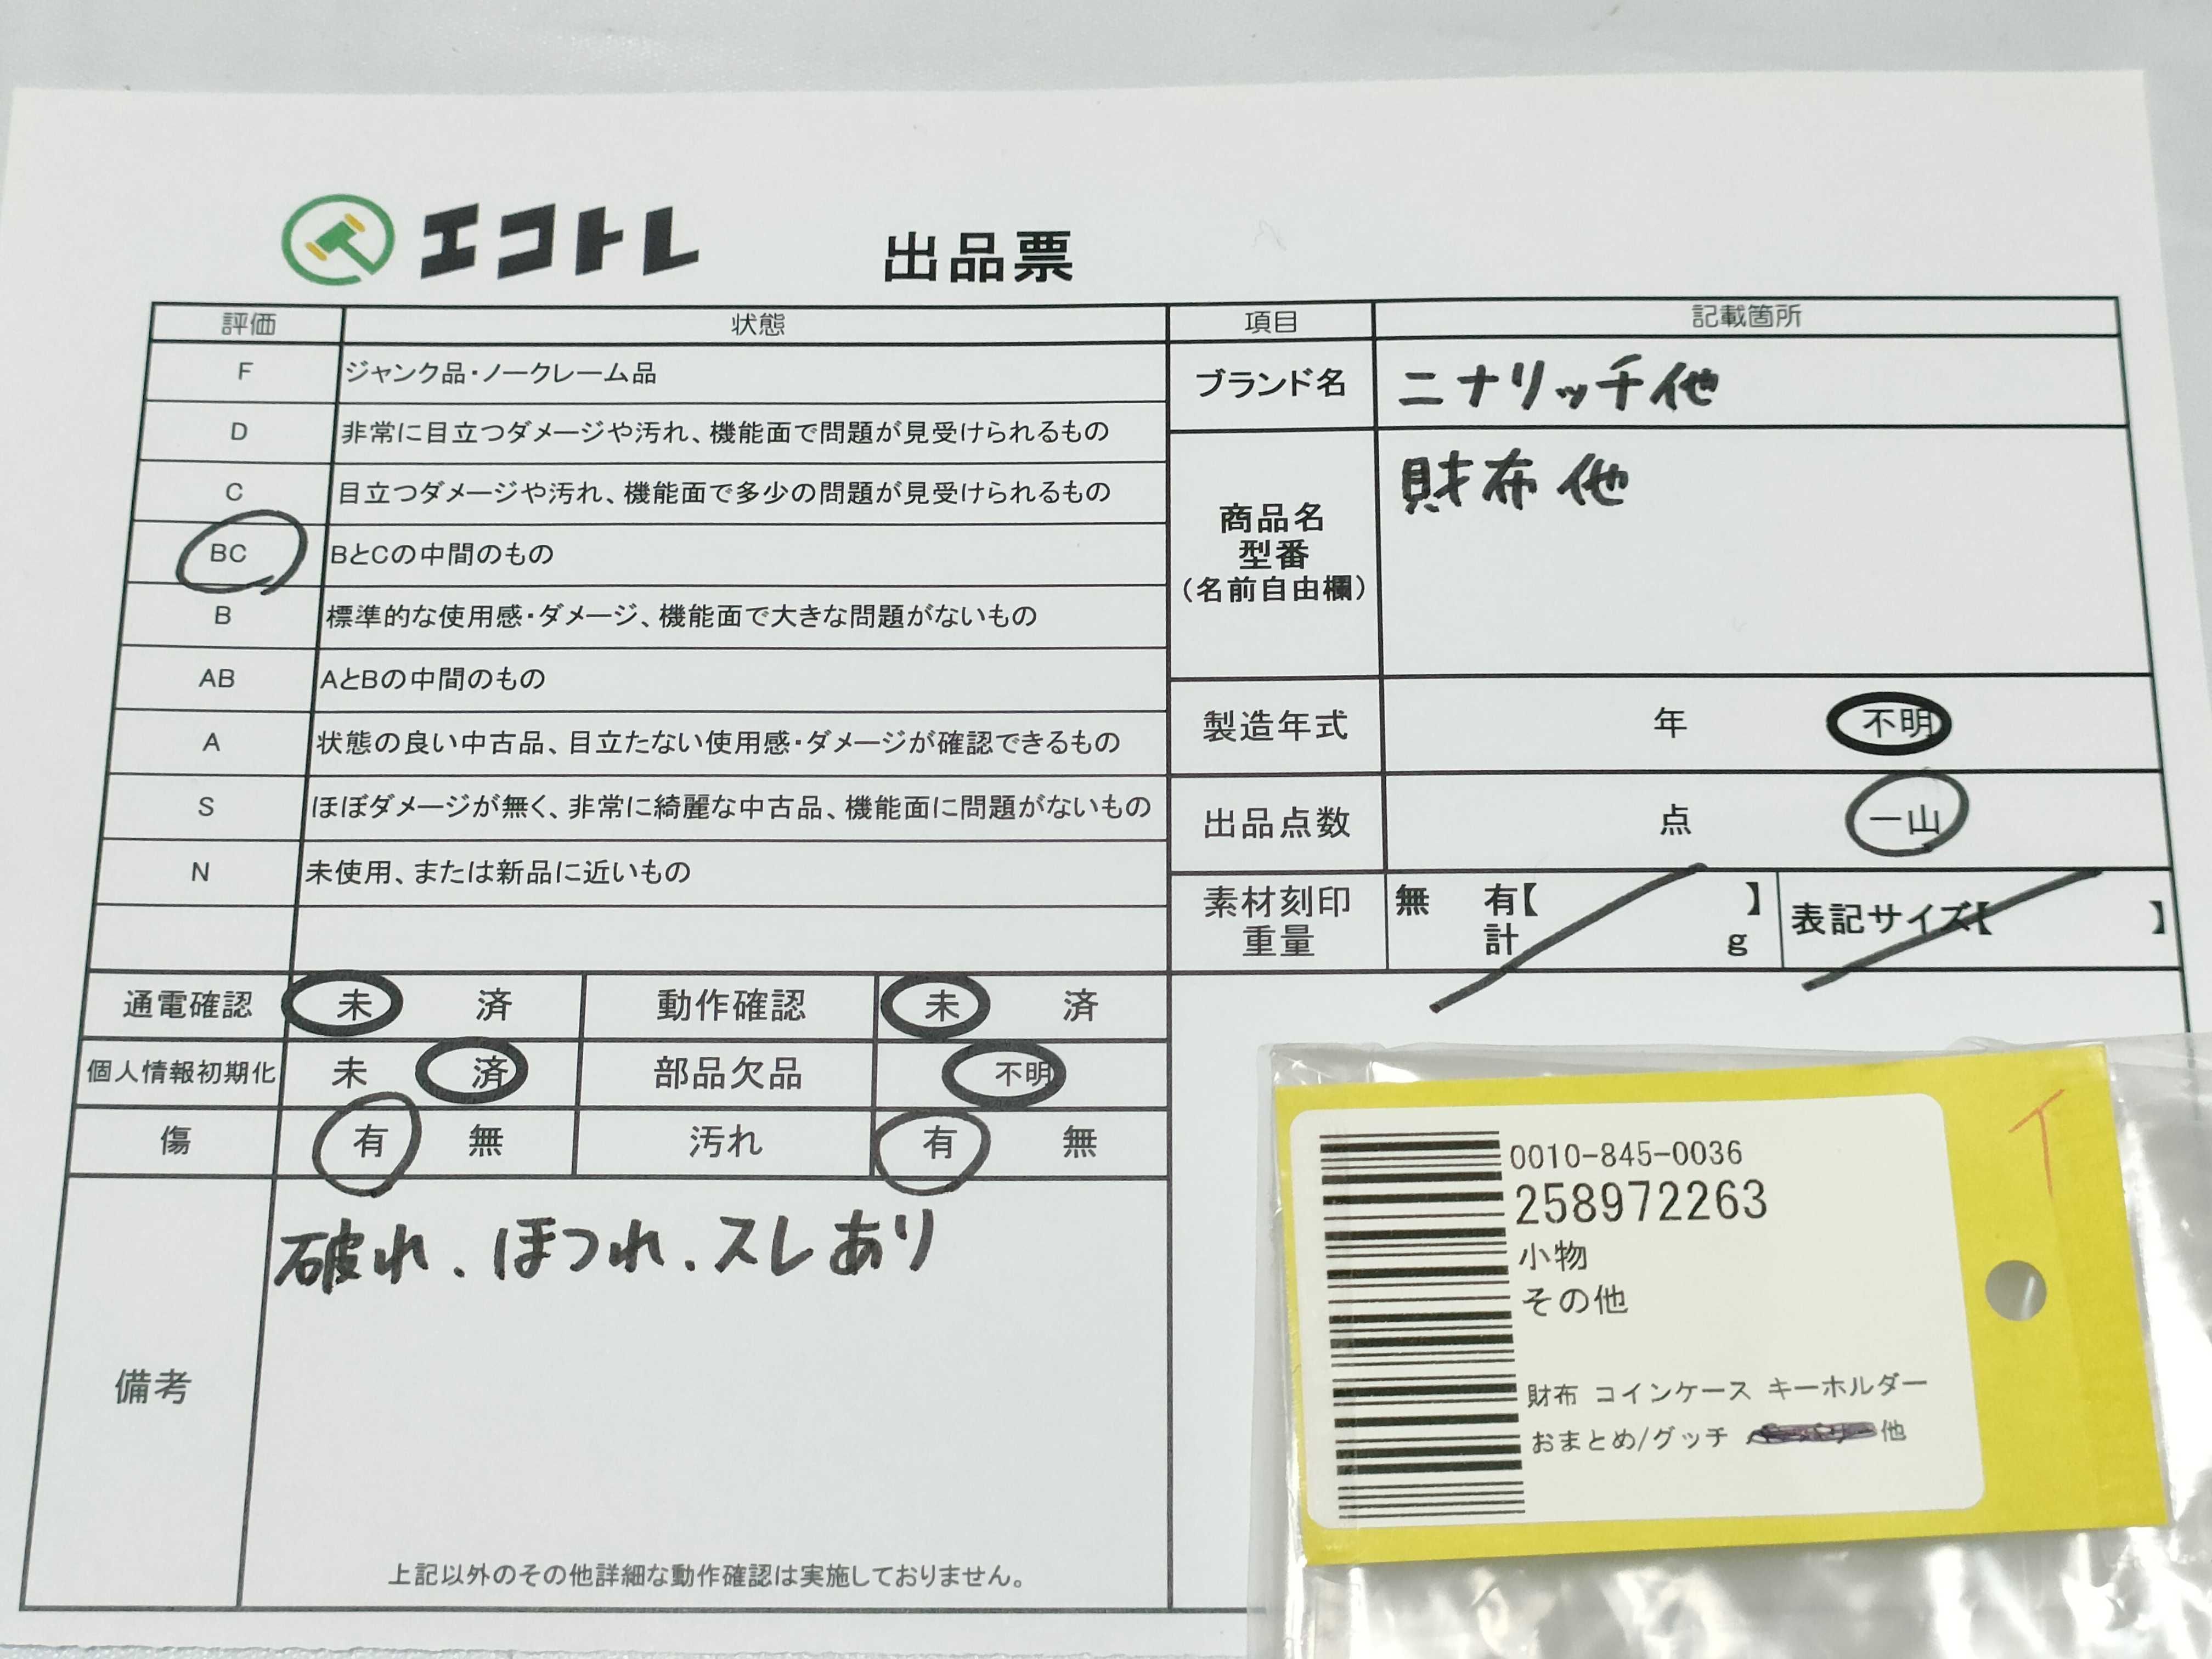 エコトレ 出品票
評価 状態
F ジャンク品・ノークレーム品
D 非常に目立つダメージや汚れ、機能面で問題が見受けられるもの
C 目立つダメージや汚れ、機能面で多少の問題が見受けられるもの
BC BとCの中間のもの
B 標準的な使用感・ダメージ、機能面で大きな問題がないもの
AB AとBの中間のもの
A 状態の良い中古品、目立たない使用感・ダメージが確認できるもの
S ほぼダメージが無く、非常に綺麗な中古品、機能面に問題がないもの
N 未使用、または新品に近いもの
通電確認 未 済 動作確認 未 済
個人情報初期化 未 済 部品欠品 不明
傷 有 無 汚れ 有 無
備考 破れ、ほつれ、スレあり
上記以外のその他詳細な動作確認は実施しておりません。
項目 記載箇所
ブランド名 ニナリッチ他
商品名
型番
(名前自由欄)
財布他
製造年式 年 不明
出品点数 点 一山
素材刻印
重量
無 有【 】
計 g
表記サイズ【 】
0010-845-0036
258972263
小物
その他
財布 コインケース キーホルダー
おまとめ/グッチ 他